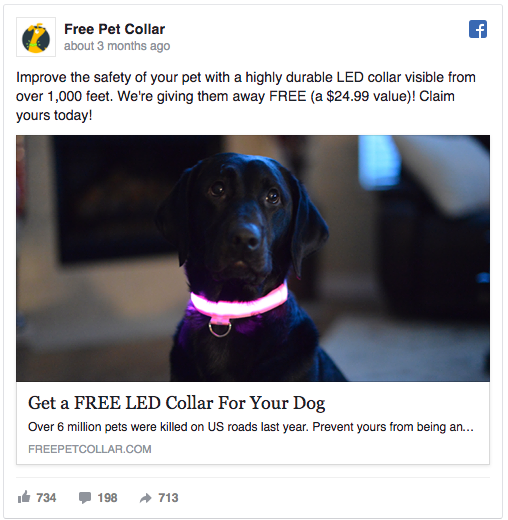 Free Pet Collar
about 3 months ago
Improve the safety of your pet with a highly durable LED collar visible from
over 1,000 feet. We're giving them away FREE (a $24.99 value)! Claim
yours today!
Get a FREE LED Collar For Your Dog
Over 6 million pets were killed on US roads last year. Prevent yours from being an...
FREEPETCOLLAR.COM
734 198 713